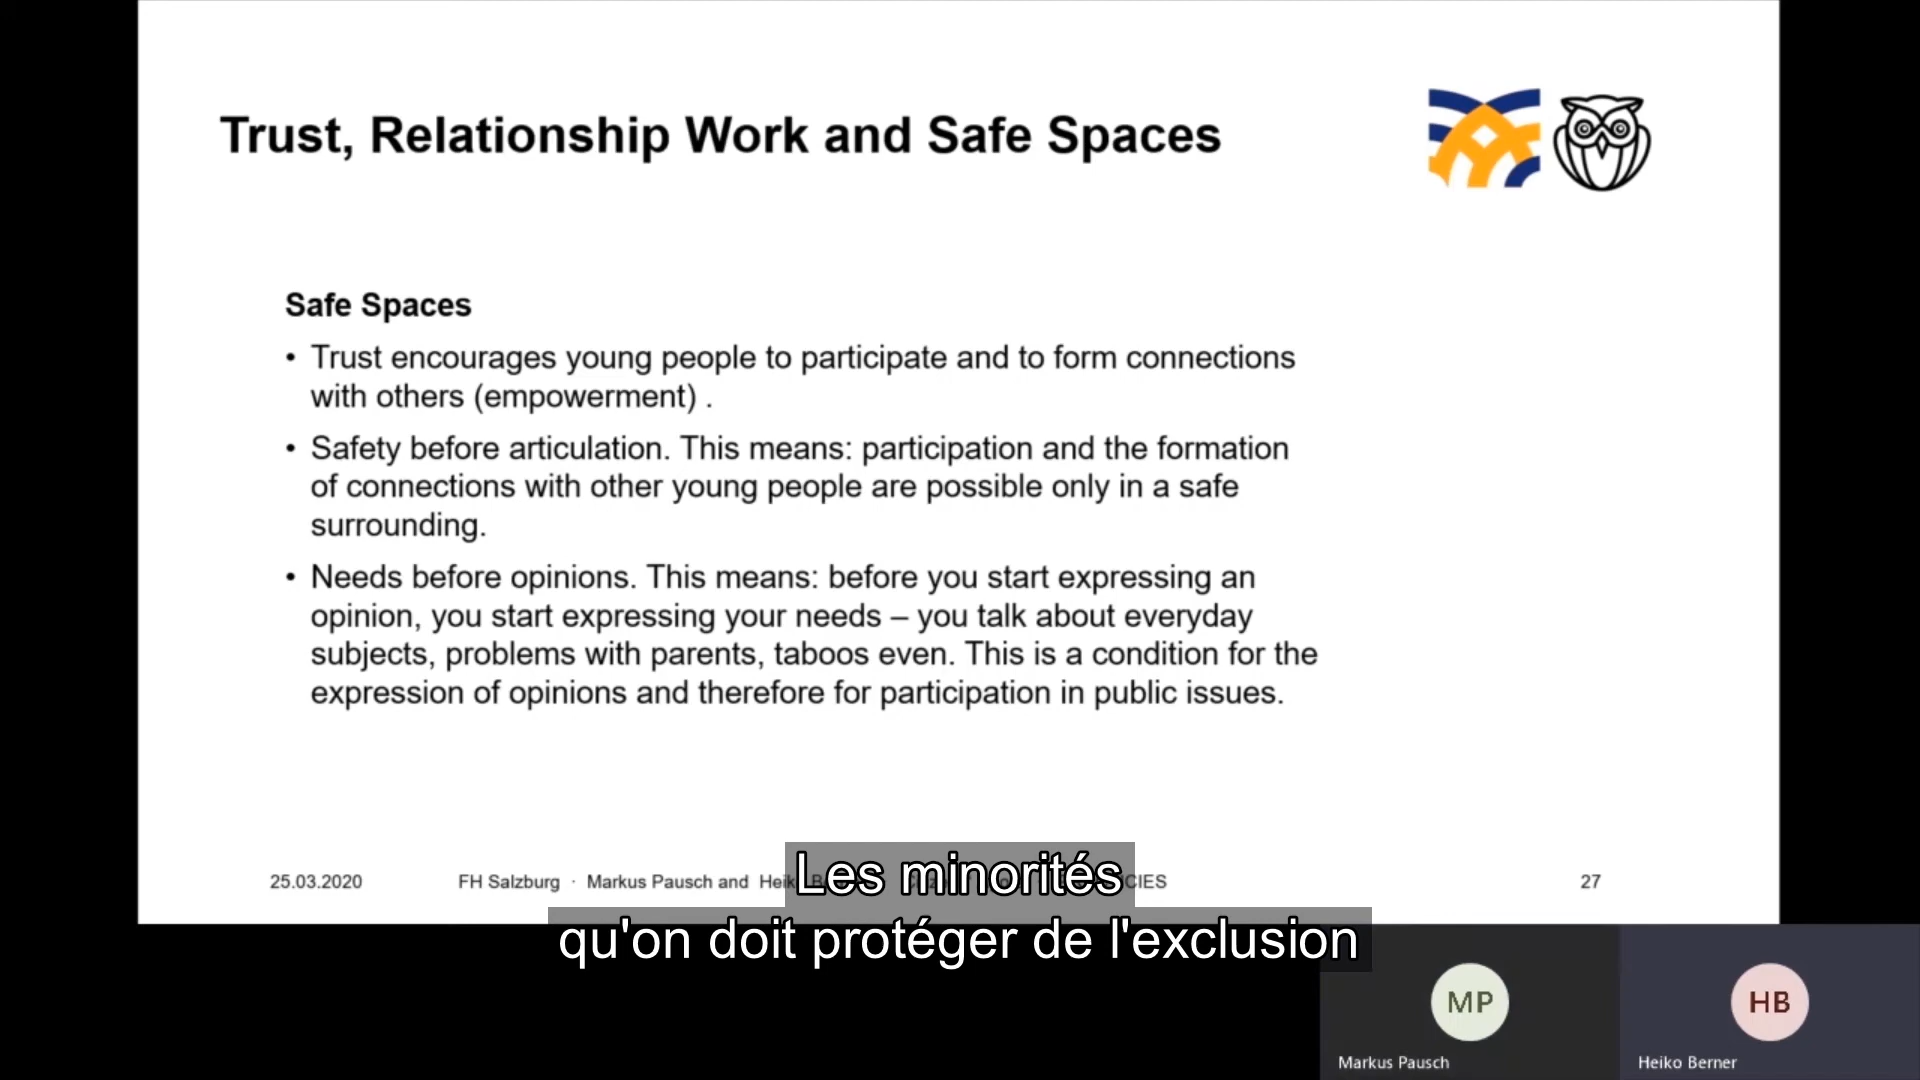 Trust, Relationship Work and Safe Spaces
Safe Spaces
• Trust encourages young people to participate and to form connections
with others (empowerment) .
• Safety before articulation. This means: participation and the formation
of connections with other young people are possible only in a safe
surrounding.
• Needs before opinions. This means: before you start expressing an
opinion, you start expressing your needs – you talk about everyday
subjects, problems with parents, taboos even. This is a condition for the
expression of opinions and therefore for participation in public issues.
25.03.2020
FH Salzburg · Markus Pausch and
27
Les minorités
qu'on doit protéger de l'exclusion
MP
HB
Markus Pausch
Heiko Berner